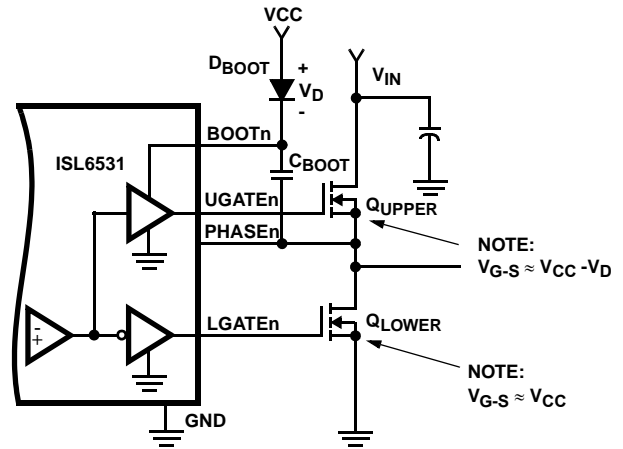 VCC
DBOOT
+
VD
-
VIN
ISL6531
BOOTn
CBOOT
UGATEn
QUPPER
PHASEn
NOTE:
VG-S ≈ VCC -VD
- +
LGATEn
QLOWER
NOTE:
VG-S ≈ VCC
GND